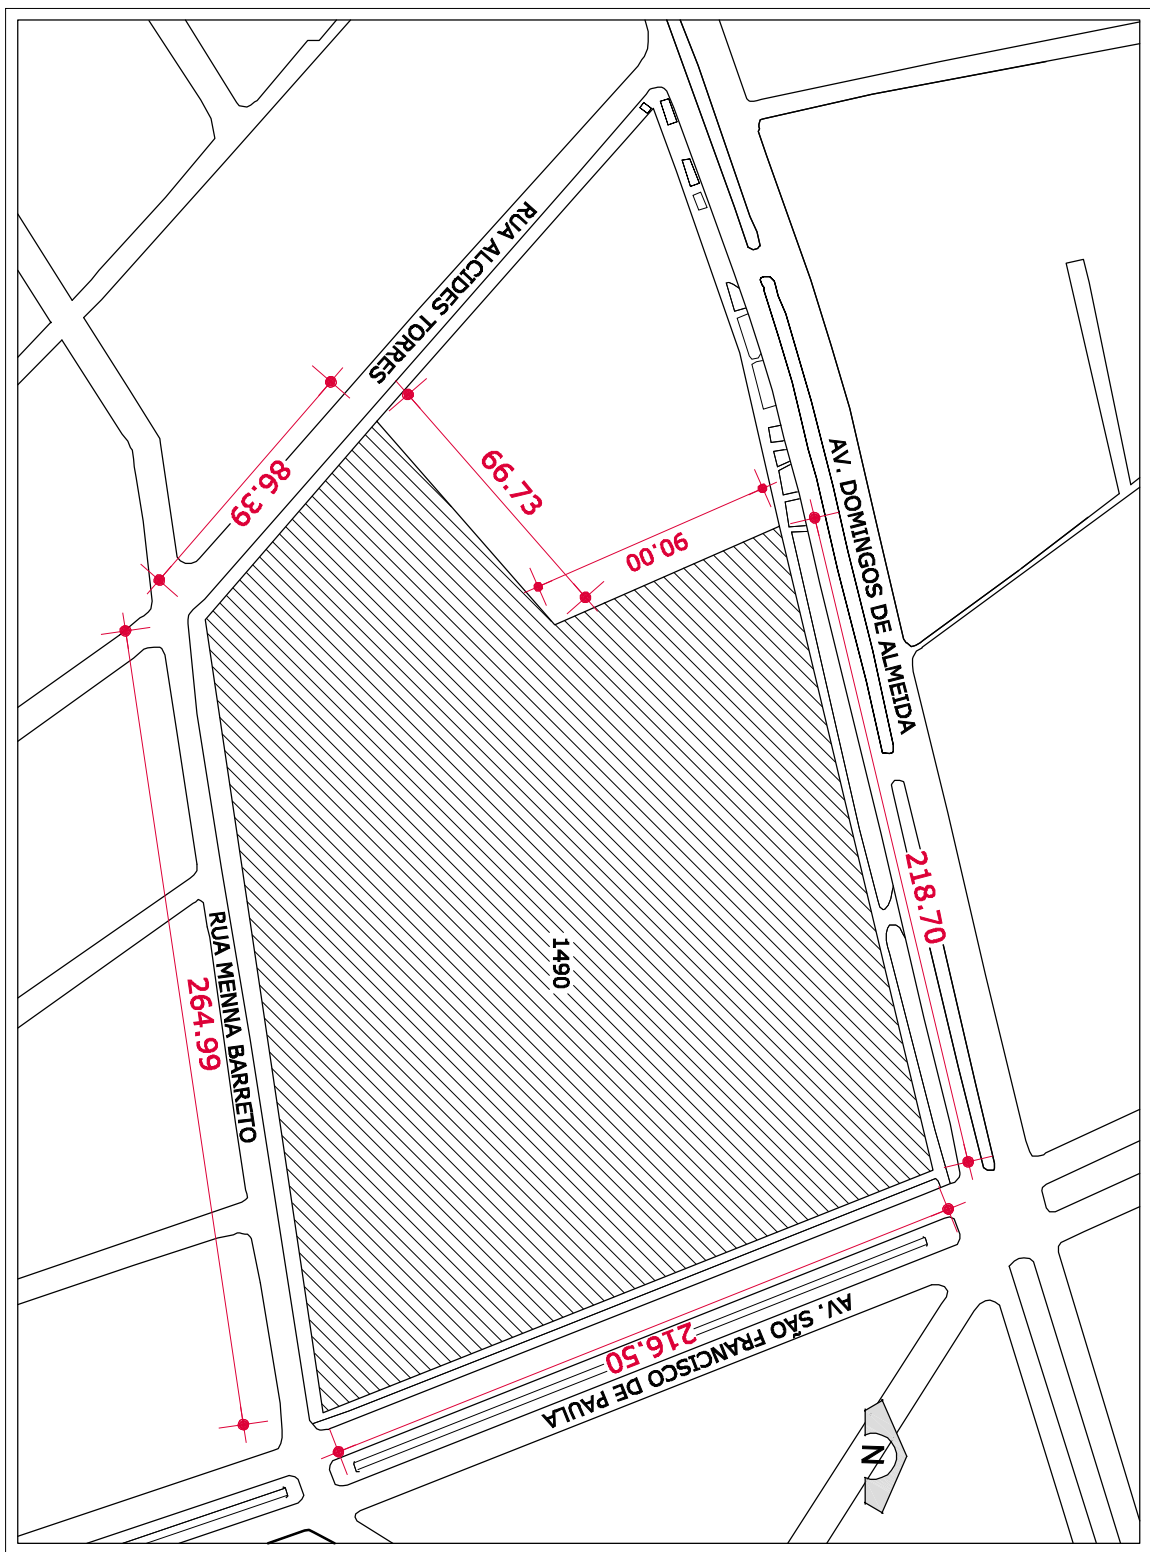 RUA ALCIDES TORRES
86.39
66.73
90.00
AV. DOMINGOS DE ALMEIDA
218.70
1490
RUA MENNA BARRETO
264.99
216.50
AV. SÃO FRANCISCO DE PAULA
N